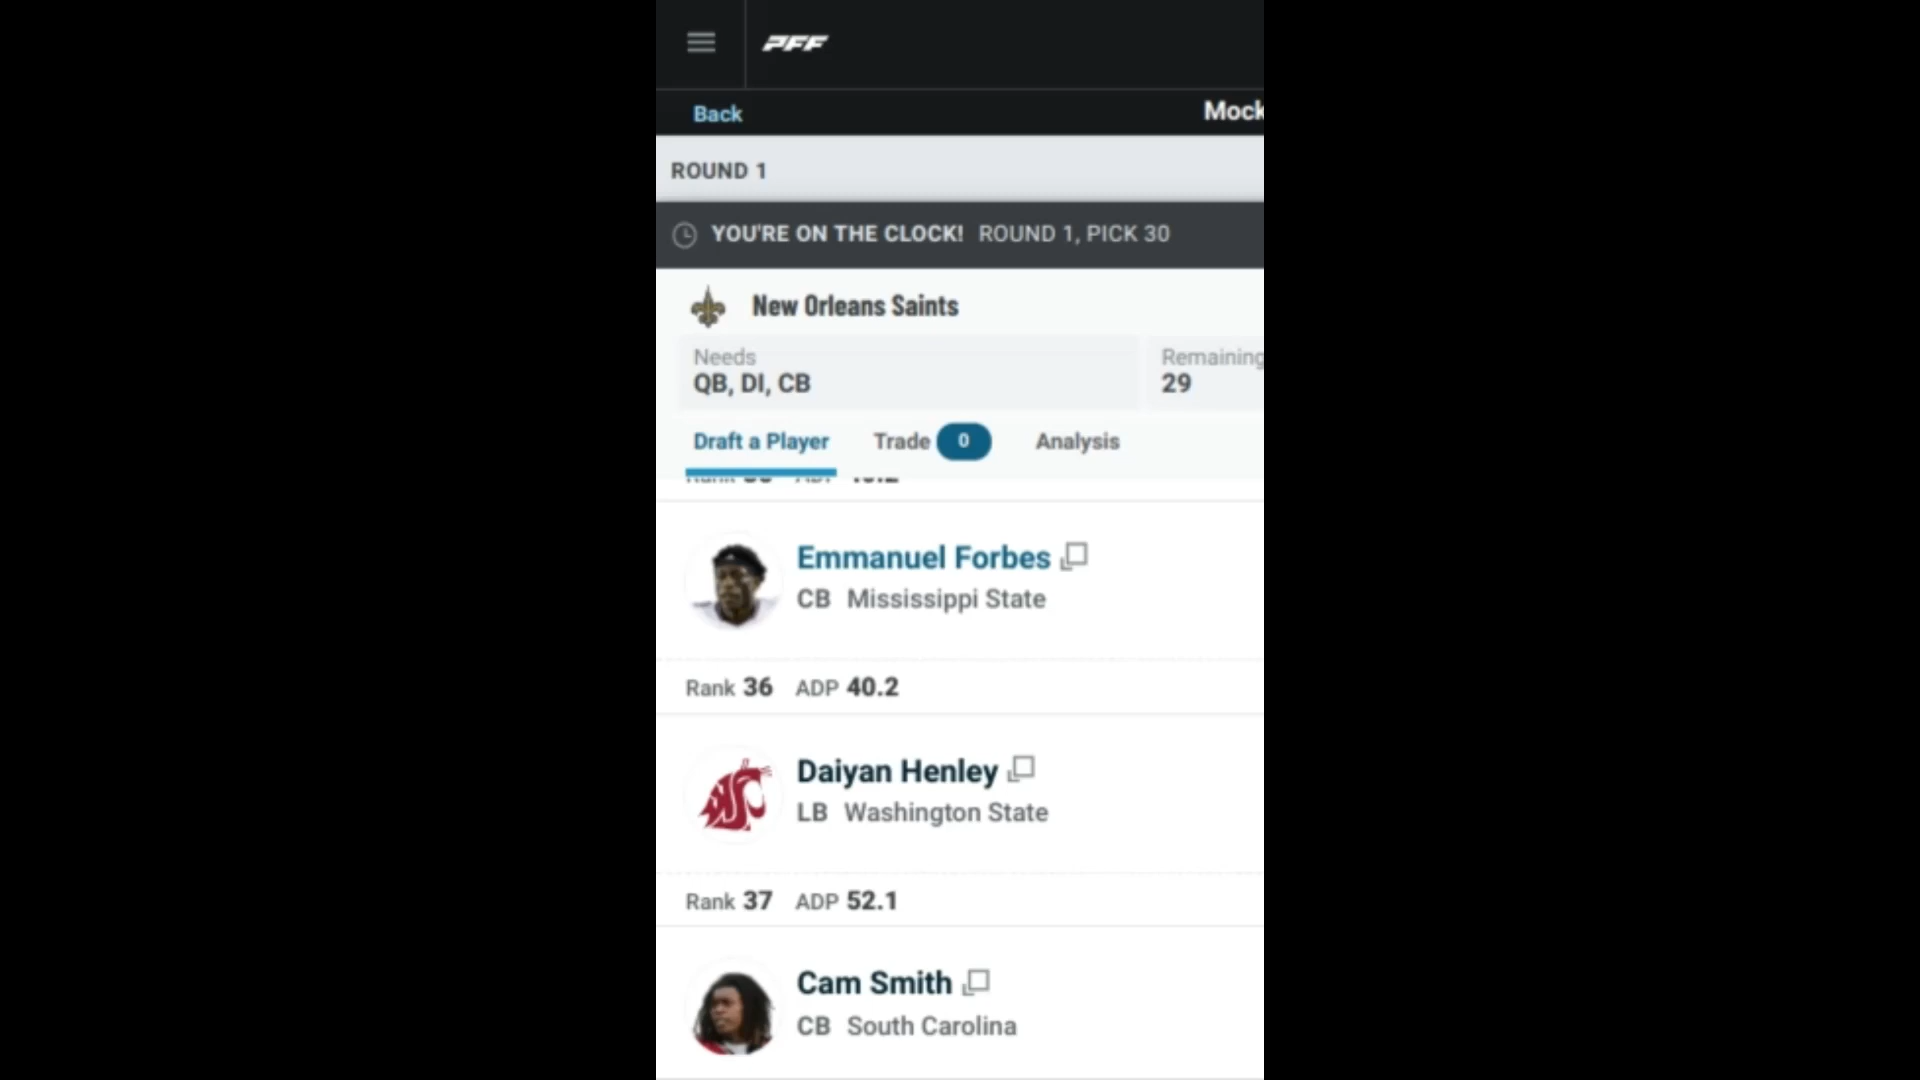 PFF
Back
Mock
ROUND 1
YOU'RE ON THE CLOCK! ROUND 1, PICK 30
New Orleans Saints
Needs
QB, DI, CB
Remaining
29
Draft a Player
Trade 0
Analysis
Emmanuel Forbes
CB Mississippi State
Rank 36 ADP 40.2
Daiyan Henley
LB Washington State
Rank 37 ADP 52.1
Cam Smith
CB South Carolina